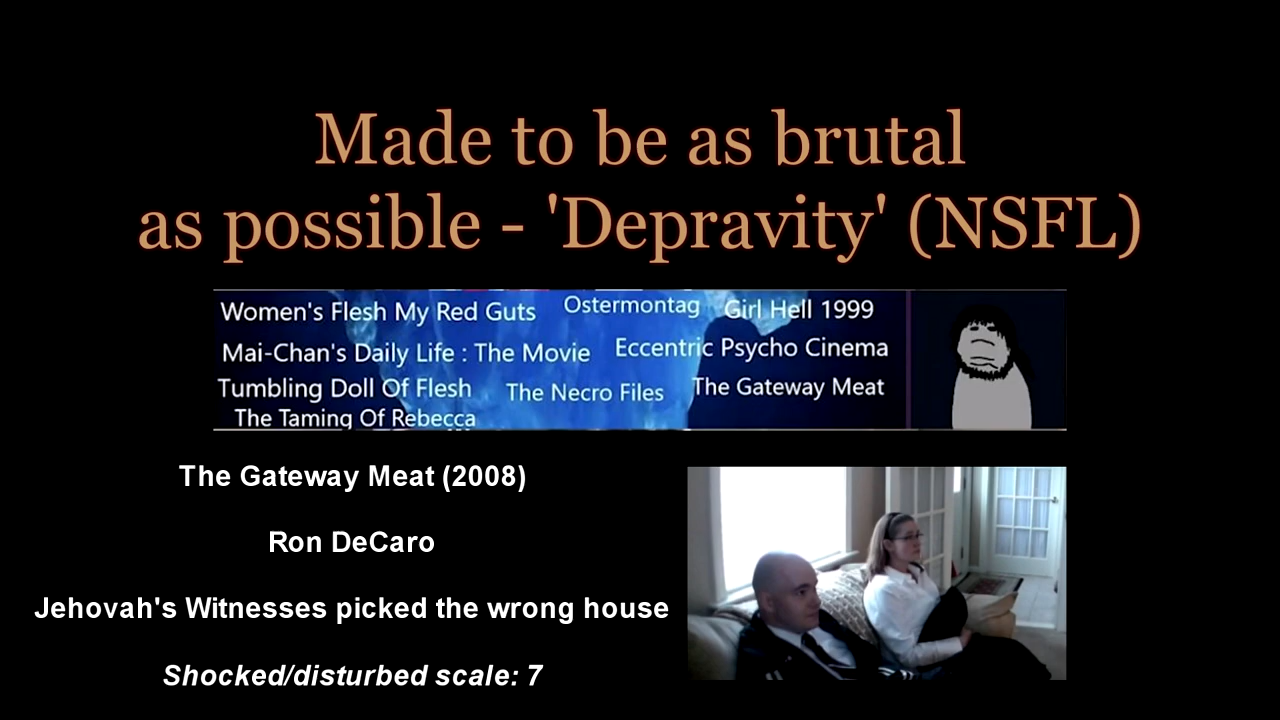 Made to be as brutal
as possible - 'Depravity' (NSFL)
Women's Flesh My Red Guts Ostermontag Girl Hell 1999
Mai-Chan's Daily Life : The Movie Eccentric Psycho Cinema
Tumbling Doll Of Flesh The Necro Files The Gateway Meat
The Taming Of Rebecca
The Gateway Meat (2008)
Ron DeCaro
Jehovah's Witnesses picked the wrong house
Shocked/disturbed scale: 7